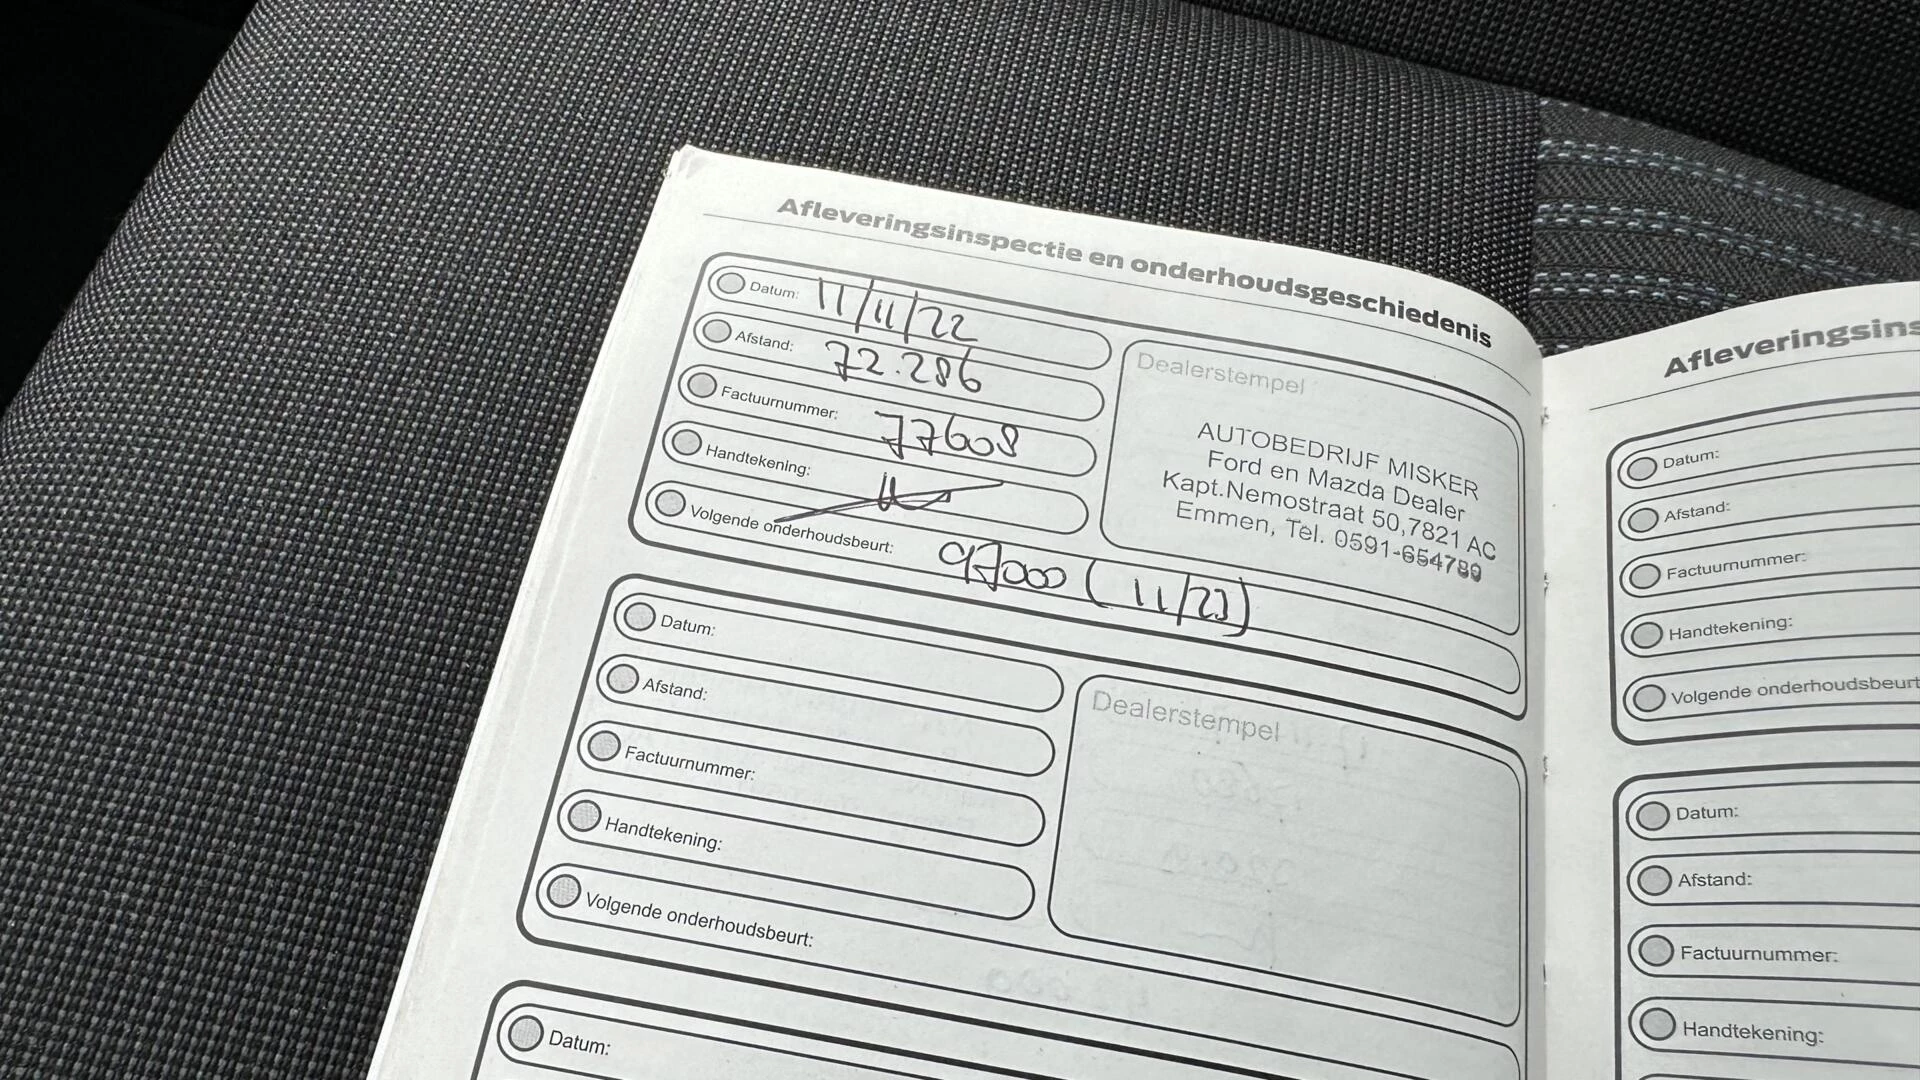 Afleveringsinspectie en onderhoudsgeschiedenis
Datum: 11/11/22
Afstand: 72.286
Factuurnummer: 77608
Handtekening:
Volgende onderhoudsbeurt: 97000 (11/23)
Dealerstempel
AUTOBEDRIJF MISKER
Ford en Mazda Dealer
Kapt.Nemostraat 50,7821 AC
Emmen, Tel. 0591-654789
Datum:
Afstand:
Factuurnummer:
Handtekening:
Volgende onderhoudsbeurt:
Dealerstempel
Datum:
Afleveringsins
Datum:
Afstand:
Factuurnummer:
Handtekening:
Volgende onderhoudsbeurt
Datum:
Afstand:
Factuurnummer:
Handtekening: